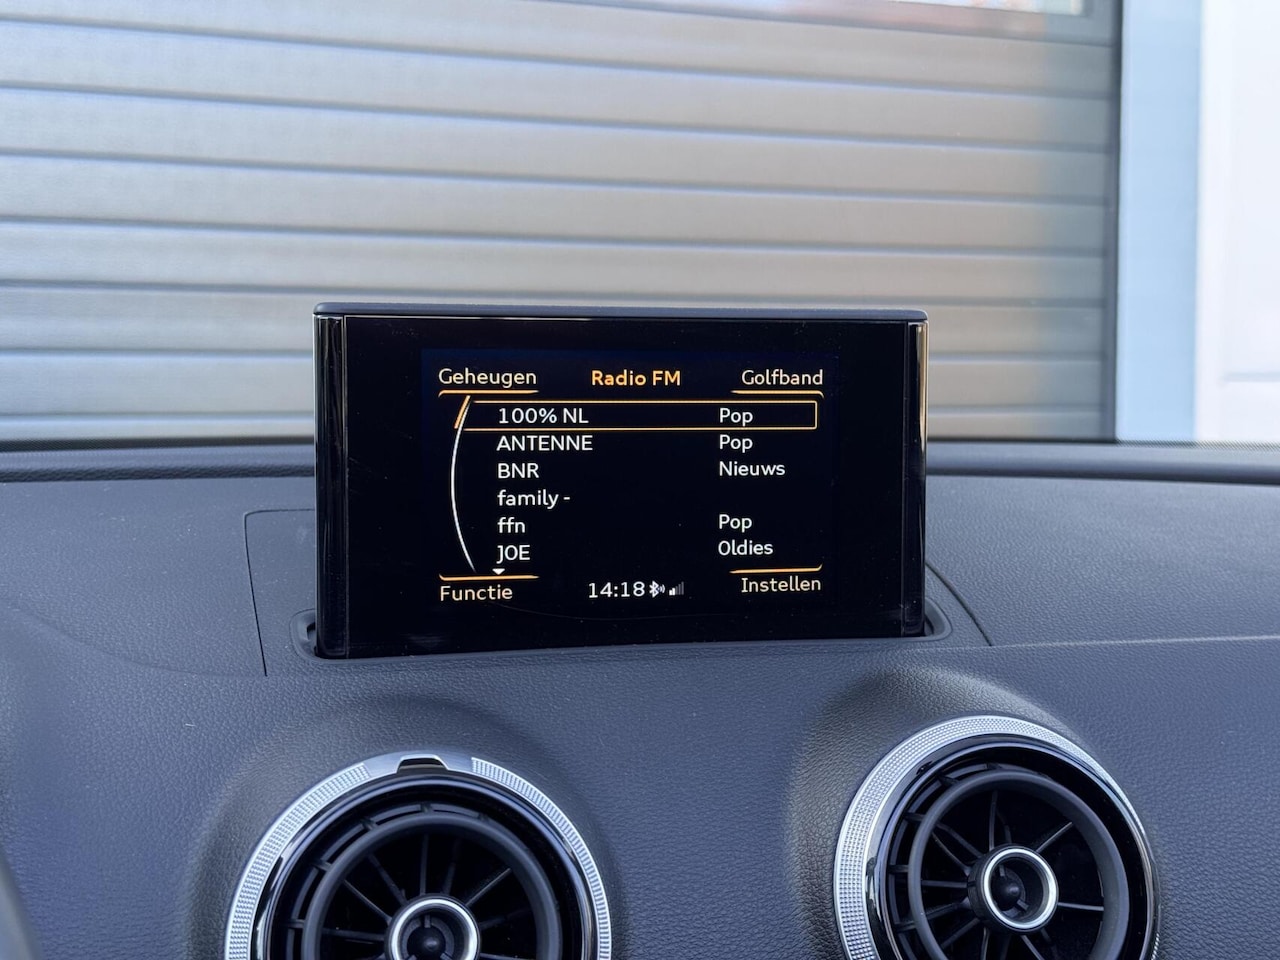 Geheugen Radio FM Golfband
100% NL Pop
ANTENNE Pop
BNR Nieuws
family -
ffn Pop
JOE Oldies
Functie 14:18 Instellen